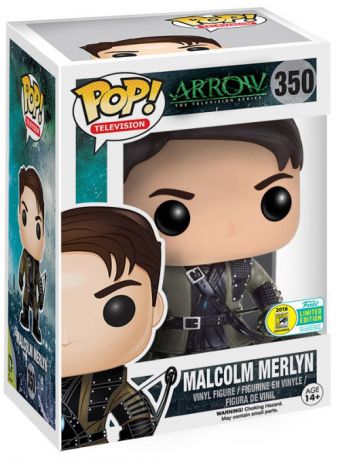 POP!
TELEVISION
ARROW
THE TELEVISION SERIES
350
MALCOLM MERLYN
2016
Funko
LIMITED
EDITION
MALCOLM MERLYN
VINYL FIGURE / FIGURINE EN VINYLE /
FIGURA DE VINIL
WARNING: Choking Hazard.
May contain small parts.
AGE
14+